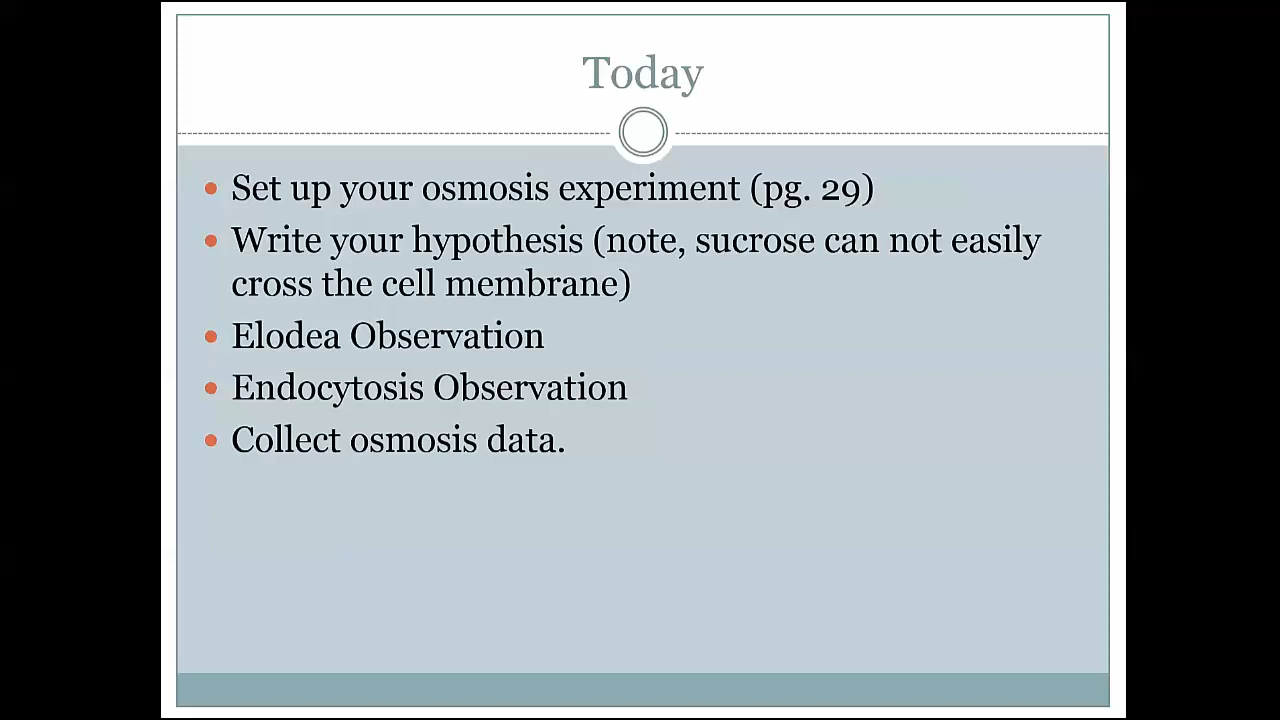 Today
Set up your osmosis experiment (pg. 29)
Write your hypothesis (note, sucrose can not easily
cross the cell membrane)
Elodea Observation
Endocytosis Observation
Collect osmosis data.